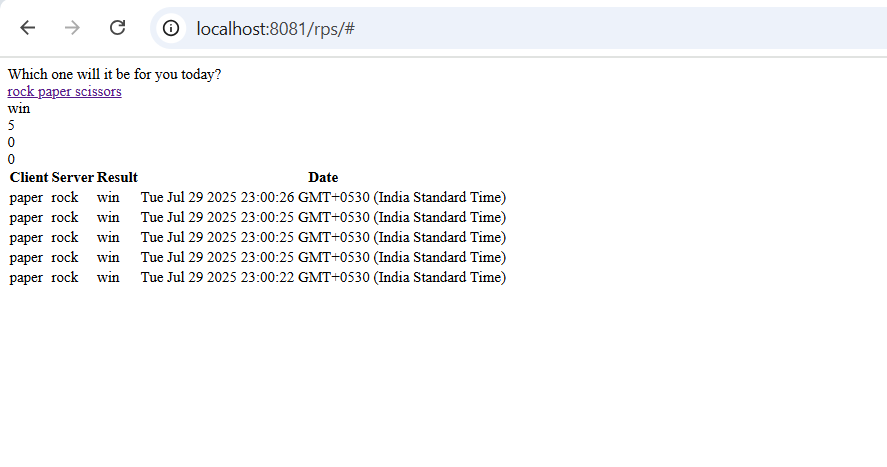 localhost:8081/rps/#
Which one will it be for you today?
rock paper scissors
win
5
0
0
Client Server Result Date
paper rock win Tue Jul 29 2025 23:00:26 GMT+0530 (India Standard Time)
paper rock win Tue Jul 29 2025 23:00:25 GMT+0530 (India Standard Time)
paper rock win Tue Jul 29 2025 23:00:25 GMT+0530 (India Standard Time)
paper rock win Tue Jul 29 2025 23:00:25 GMT+0530 (India Standard Time)
paper rock win Tue Jul 29 2025 23:00:22 GMT+0530 (India Standard Time)